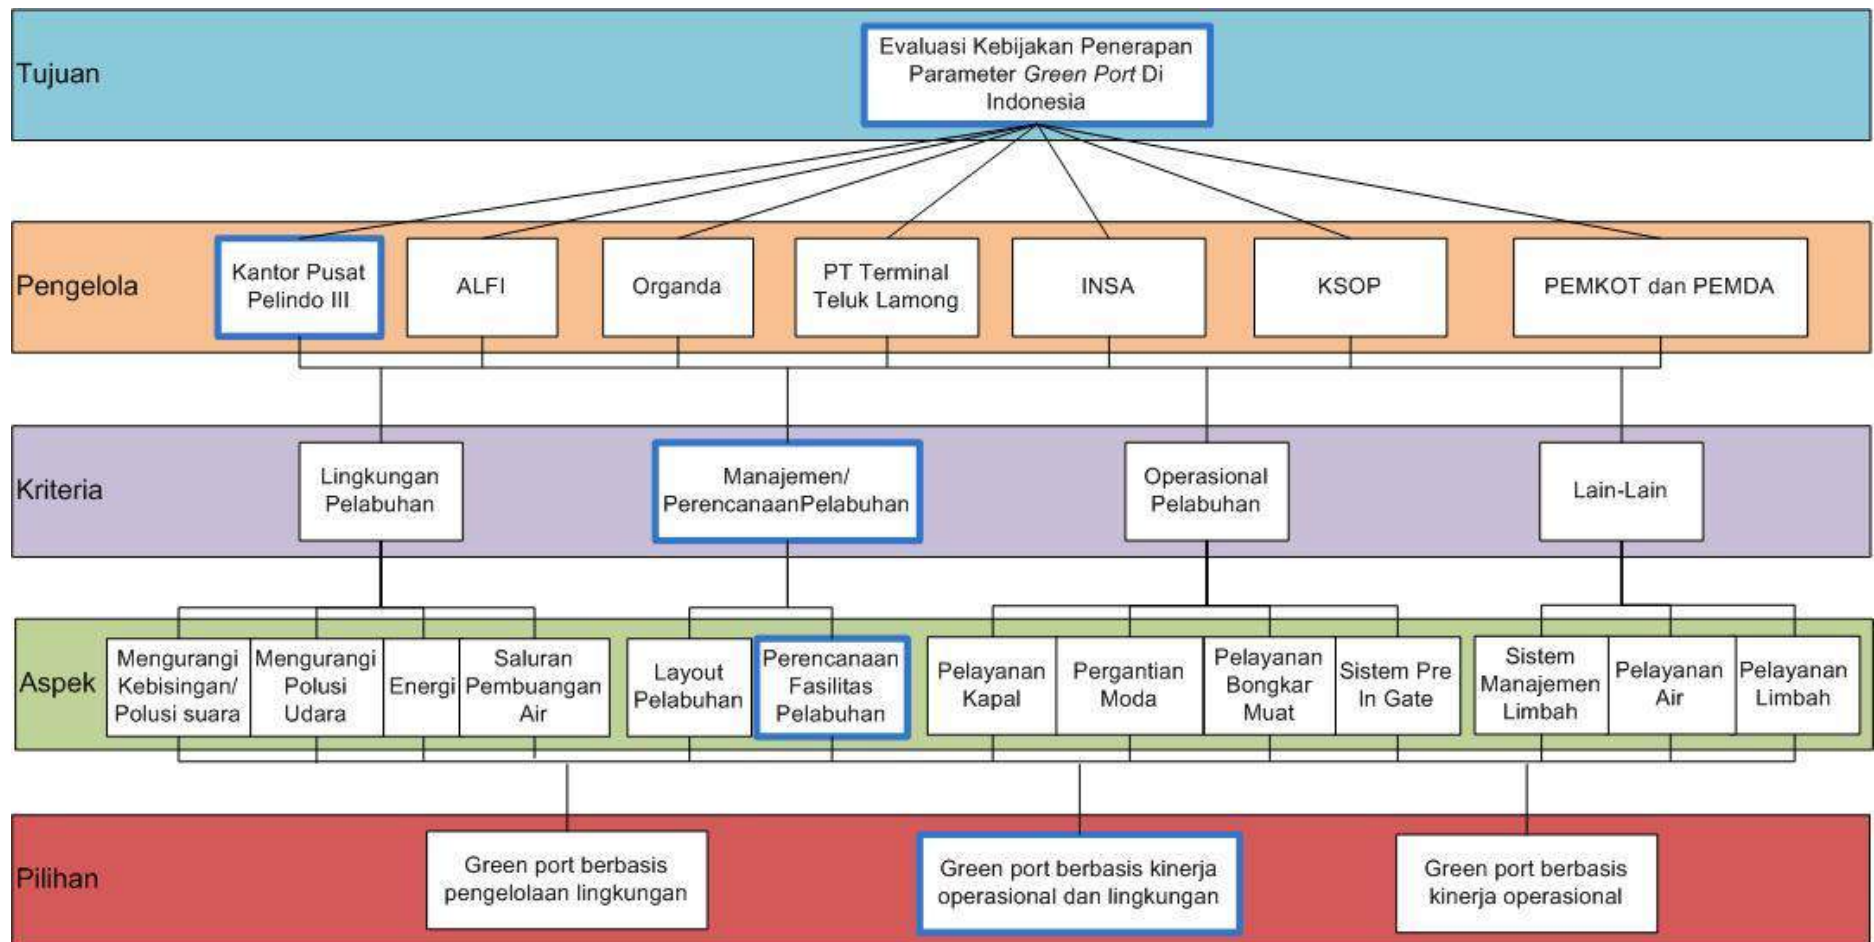 Tujuan
Evaluasi Kebijakan Penerapan
Parameter Green Port Di
Indonesia
Pengelola
Kantor Pusat
Pelindo III
ALFI
Organda
PT Terminal
Teluk Lamong
INSA
KSOP
PEMKOT dan PEMDA
Kriteria
Lingkungan
Pelabuhan
Manajemen/
PerencanaanPelabuhan
Operasional
Pelabuhan
Lain-Lain
Aspek
Mengurangi
Kebisingan/
Polusi suara
Mengurangi
Polusi
Udara
Energi
Saluran
Pembuangan
Air
Layout
Pelabuhan
Perencanaan
Fasilitas
Pelabuhan
Pelayanan
Kapal
Pergantian
Moda
Pelayanan
Bongkar
Muat
Sistem Pre
In Gate
Sistem
Manajemen
Limbah
Pelayanan
Air
Pelayanan
Limbah
Pilihan
Green port berbasis
pengelolaan lingkungan
Green port berbasis kinerja
operasional dan lingkungan
Green port berbasis
kinerja operasional